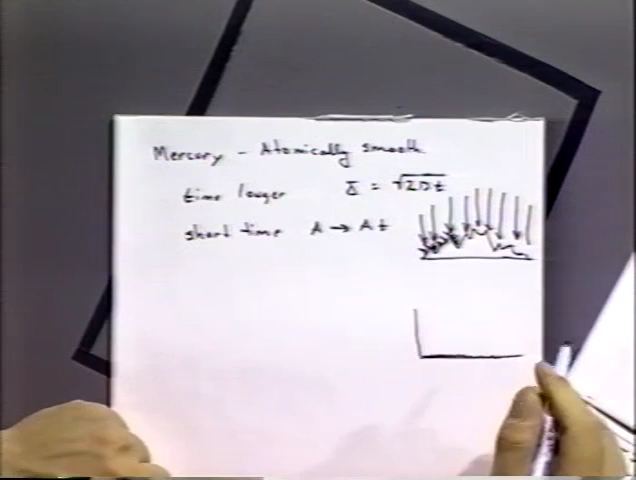 Mercury - Atomically smooth
time longer δ̄ = √2Dt
short time A → At